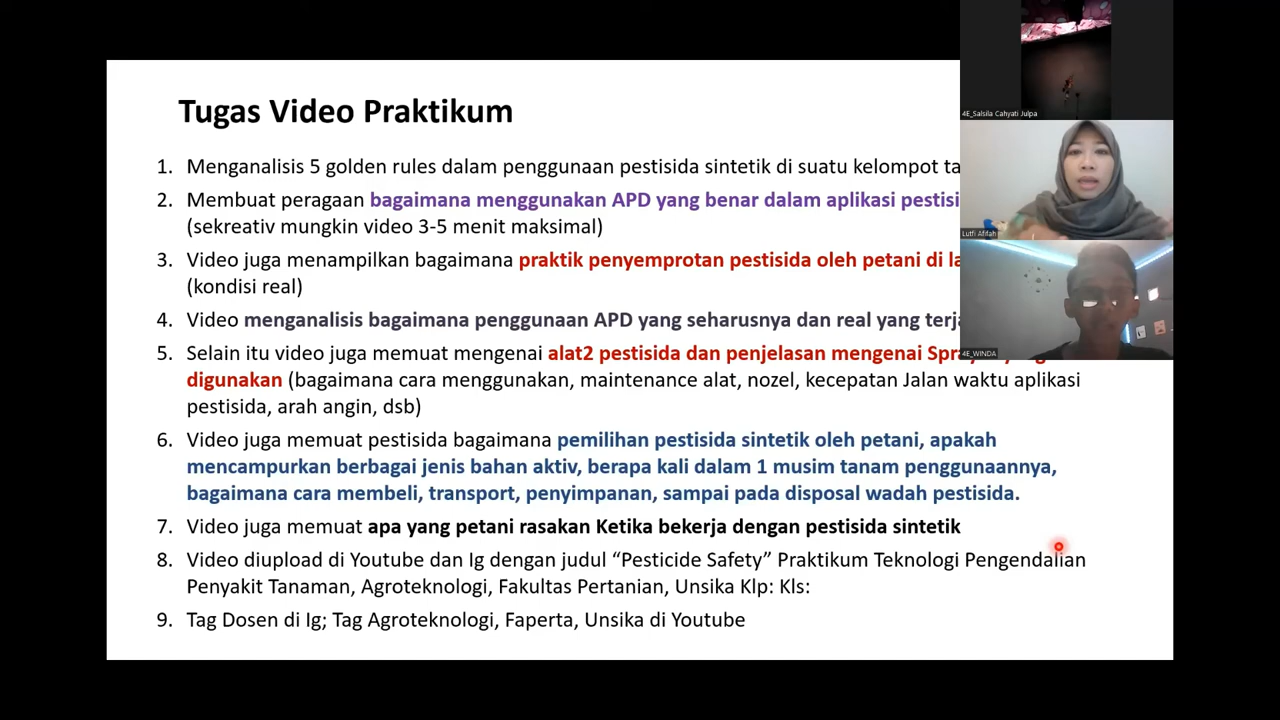 Tugas Video Praktikum
1. Menganalisis 5 golden rules dalam penggunaan pestisida sintetik di suatu kelompot
2. Membuat peragaan bagaimana menggunakan APD yang benar dalam aplikasi
(sekreativ mungkin video 3-5 menit maksimal)
3. Video juga menampilkan bagaimana praktik penyemprotan pestisida oleh petani di
(kondisi real)
4. Video menganalisis bagaimana penggunaan APD yang seharusnya dan real yang
5. Selain itu video juga memuat mengenai alat2 pestisida dan penjelasan mengenai
digunakan (bagaimana cara menggunakan, maintenance alat, nozel, kecepatan Jalan waktu aplikasi
pestisida, arah angin, dsb)
6. Video juga memuat pestisida bagaimana pemilihan pestisida sintetik oleh petani, apakah
mencampurkan berbagai jenis bahan aktiv, berapa kali dalam 1 musim tanam penggunaannya,
bagaimana cara membeli, transport, penyimpanan, sampai pada disposal wadah pestisida.
7. Video juga memuat apa yang petani rasakan Ketika bekerja dengan pestisida sintetik
8. Video diupload di Youtube dan Ig dengan judul “Pesticide Safety” Praktikum Teknologi Pengendalian
Penyakit Tanaman, Agroteknologi, Fakultas Pertanian, Unsika Klp: Kls:
9. Tag Dosen di Ig; Tag Agroteknologi, Faperta, Unsika di Youtube
4E_Salsila Cahyati Julpa
Lutfi Afifah
4E_WINDA